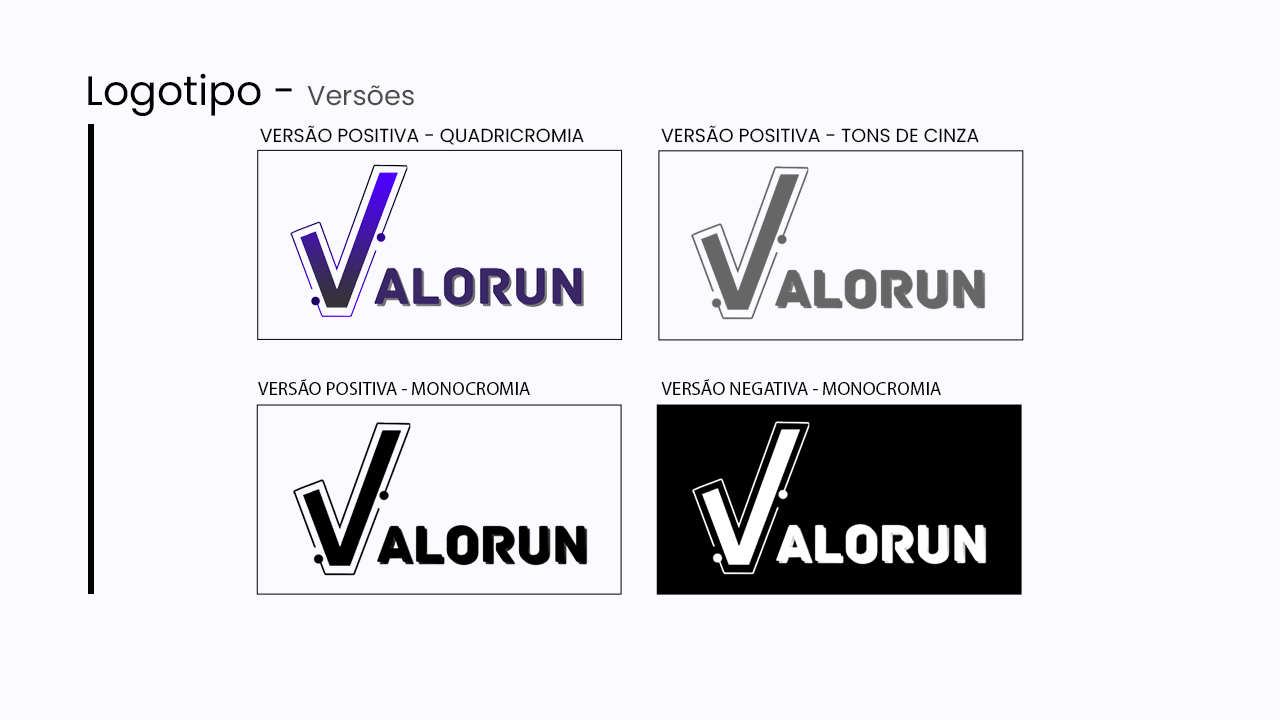 Logotipo - Versões
VERSÃO POSITIVA - QUADRICROMIA
VALORUN
VERSÃO POSITIVA - TONS DE CINZA
VALORUN
VERSÃO POSITIVA - MONOCROMIA
VALORUN
VERSÃO NEGATIVA - MONOCROMIA
VALORUN